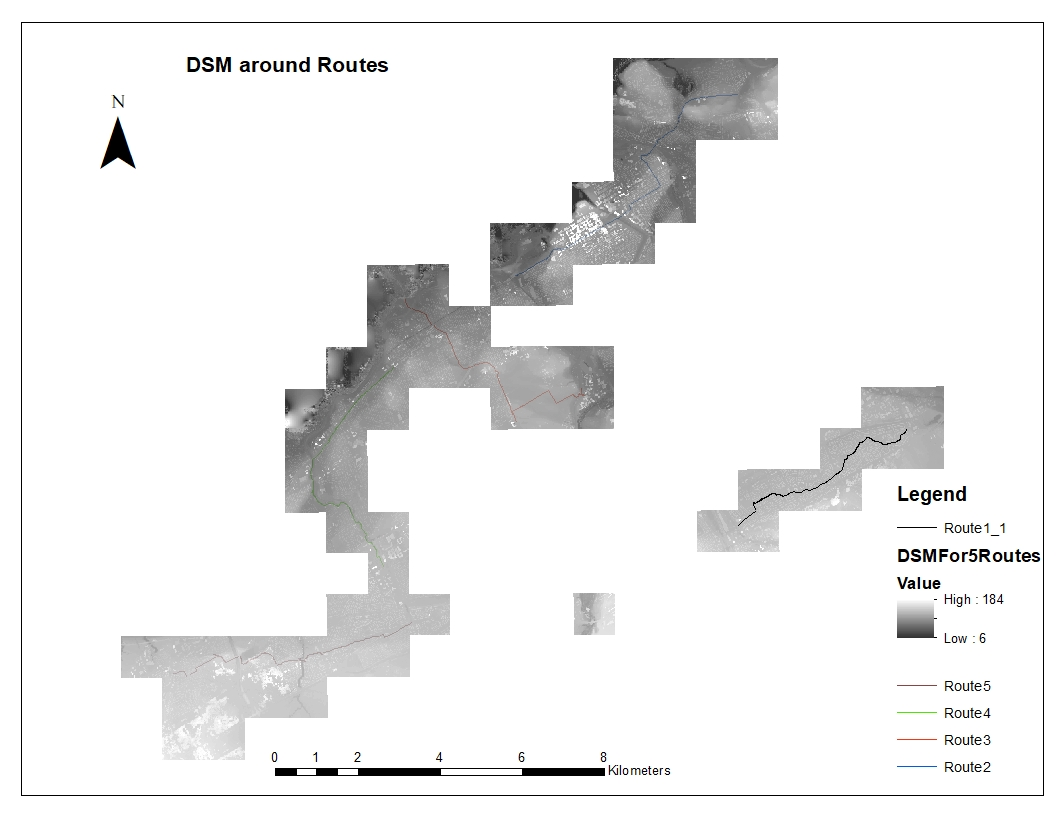 DSM around Routes
N
Legend
Route1_1
DSMFor5Routes
Value
High : 184
Low : 6
Route5
Route4
Route3
Route2
0 1 2 4 6 8
Kilometers